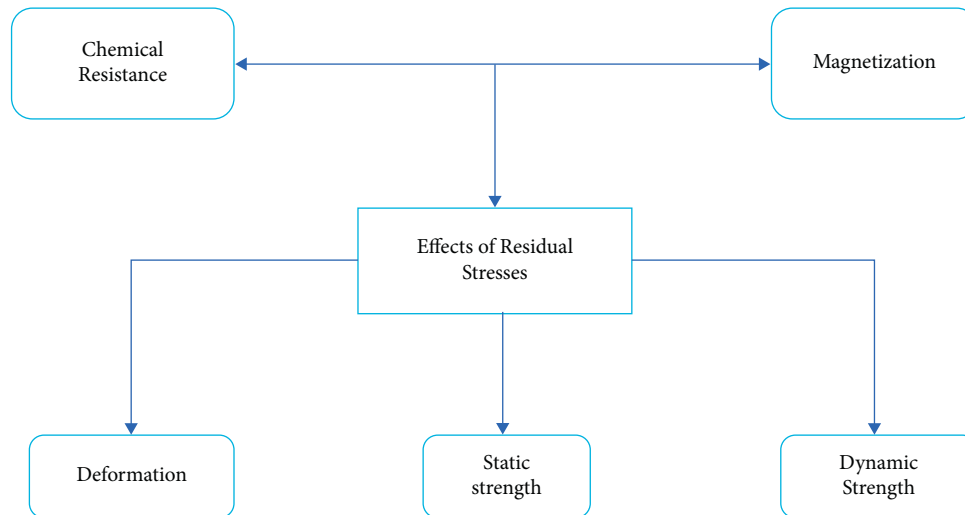 Chemical
Resistance
Magnetization
Effects of Residual
Stresses
Deformation
Static
strength
Dynamic
Strength